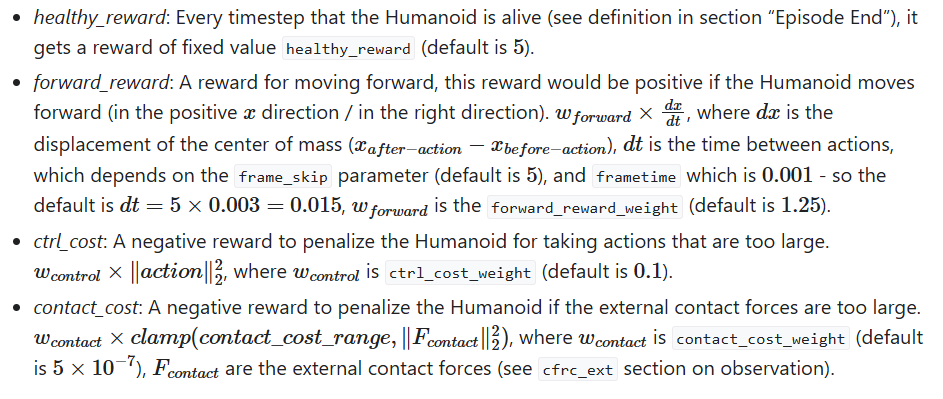 • healthy_reward: Every timestep that the Humanoid is alive (see definition in section “Episode End”), it
gets a reward of fixed value healthy_reward (default is 5).
• forward_reward: A reward for moving forward, this reward would be positive if the Humanoid moves
forward (in the positive x direction / in the right direction). w_{forward} × \frac{dx}{dt}, where dx is the
displacement of the center of mass (x_{after-action} − x_{before-action}), dt is the time between actions,
which depends on the frame_skip parameter (default is 5), and frametime which is 0.001 - so the
default is dt = 5 × 0.003 = 0.015, w_{forward} is the forward_reward_weight (default is 1.25).
• ctrl_cost: A negative reward to penalize the Humanoid for taking actions that are too large.
w_{control} × ‖action‖_2^2, where w_{control} is ctrl_cost_weight (default is 0.1).
• contact_cost: A negative reward to penalize the Humanoid if the external contact forces are too large.
w_{contact} × clamp(contact_cost_range, ‖F_{contact}‖_2^2), where w_{contact} is contact_cost_weight (default
is 5 × 10^{−7}), F_{contact} are the external contact forces (see cfrc_ext section on observation).